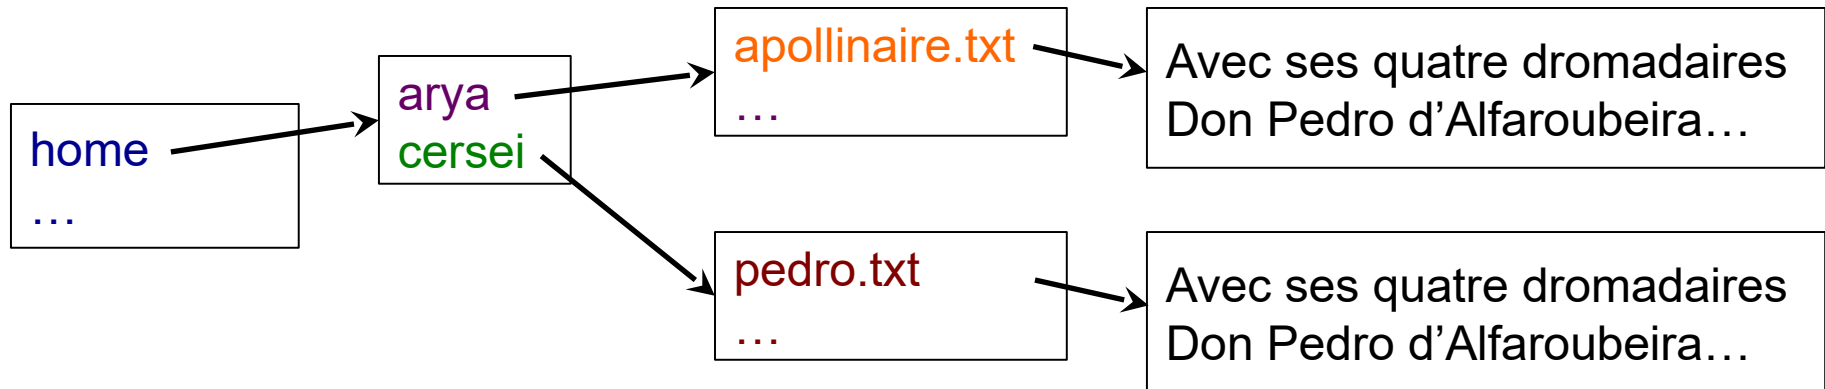 home
…
arya
cersei
apollinaire.txt
…
Avec ses quatre dromadaires
Don Pedro d’Alfaroubeira…
pedro.txt
…
Avec ses quatre dromadaires
Don Pedro d’Alfaroubeira…